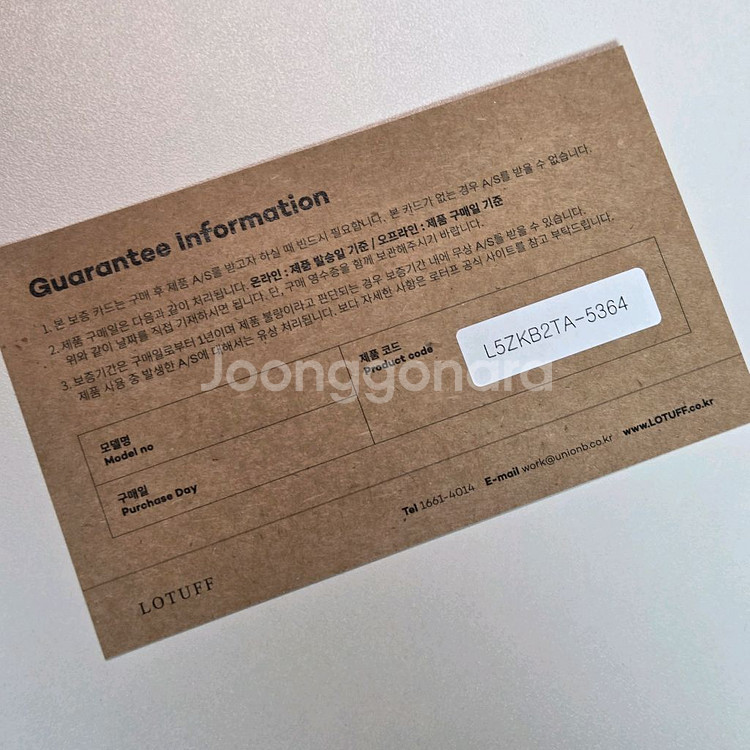 Guarantee information
1. 본 보증 카드는 구매 후 제품 A/S를 받고자 하실 때 반드시 필요합니다. 본 카드가 없는 경우 A/S를 받을 수 없습니다.
2. 제품 구매일은 다음과 같이 처리됩니다. 온라인 : 제품 발송일 기준 / 오프라인 : 제품 구매일 기준
위와 같이 날짜를 직접 기재하시면 됩니다. 단, 구매 영수증을 함께 보관해주시기 바랍니다.
3. 보증기간은 구매일로부터 1년이며 제품 불량이라고 판단되는 경우 보증기간 내에 무상 A/S를 받을 수 있습니다.
제품 사용 중 발생한 A/S에 대해서는 유상 처리됩니다. 보다 자세한 사항은 로터프 공식 사이트를 참고 부탁드립니다.
모델명
Model no
제품 코드
Product code
L5ZKB2TA-5364
구매일
Purchase Day
Tel 1661-4014 E-mail work@unionb.co.kr www.LOTUFF.co.kr
LOTUFF
Joonggonara